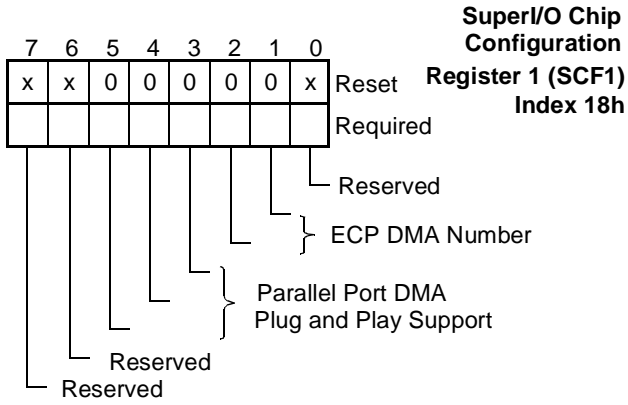 SuperI/O Chip
Configuration
Register 1 (SCF1)
Index 18h
7 6 5 4 3 2 1 0
x x 0 0 0 0 0 x Reset
Required
Reserved
ECP DMA Number
Parallel Port DMA
Plug and Play Support
Reserved
Reserved